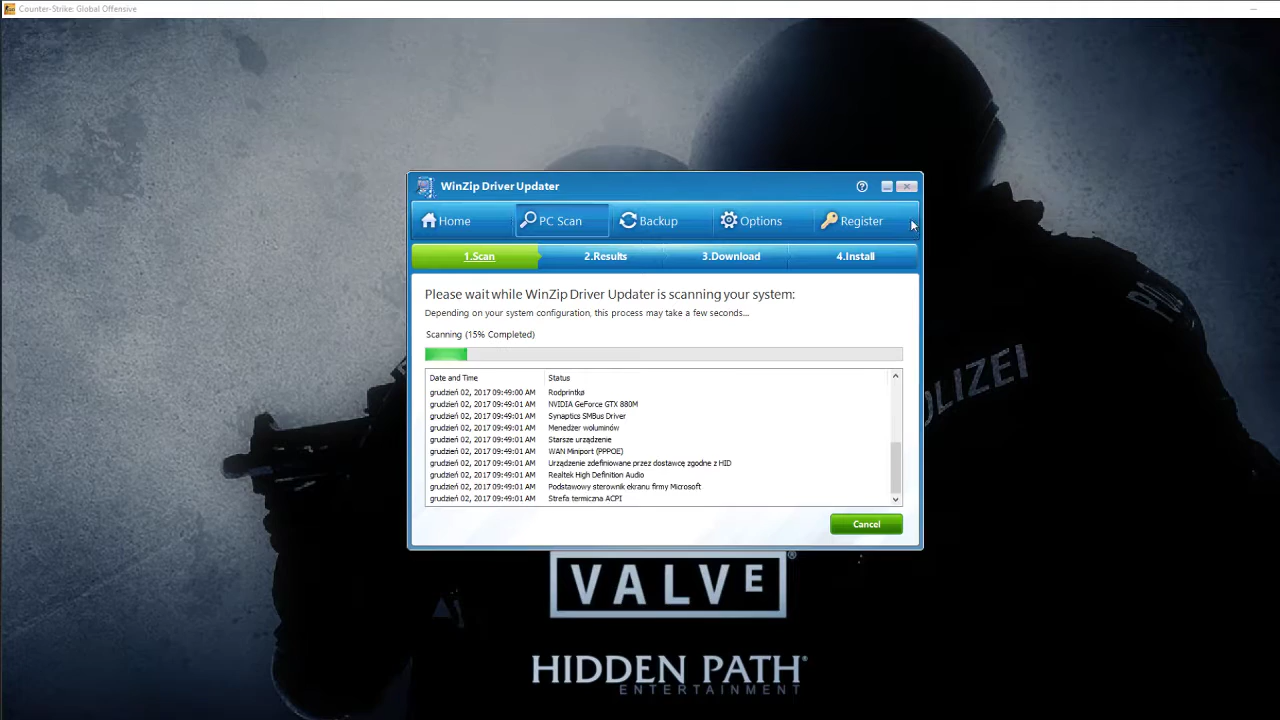 Counter-Strike: Global Offensive
WinZip Driver Updater
Home
PC Scan
Backup
Options
Register
1.Scan
2.Results
3.Download
4.Install
Please wait while WinZip Driver Updater is scanning your system:
Depending on your system configuration, this process may take a few seconds...
Scanning (15% Completed)
Date and Time Status
grudzień 02, 2017 09:49:00 AM Rodprintka
grudzień 02, 2017 09:49:01 AM NVIDIA GeForce GTX 880M
grudzień 02, 2017 09:49:01 AM Synaptics SMBus Driver
grudzień 02, 2017 09:49:01 AM Menedżer woluminów
grudzień 02, 2017 09:49:01 AM Starsze urządzenie
grudzień 02, 2017 09:49:01 AM WAN Miniport (PPPOE)
grudzień 02, 2017 09:49:01 AM Urządzenie zdefiniowane przez dostawcę zgodne z HID
grudzień 02, 2017 09:49:01 AM Realtek High Definition Audio
grudzień 02, 2017 09:49:01 AM Podstawowy sterownik ekranu firmy Microsoft
grudzień 02, 2017 09:49:01 AM Strefa termiczna ACPI
Cancel
OLIZEI
VALVE®
HIDDEN PATH®
ENTERTAINMENT